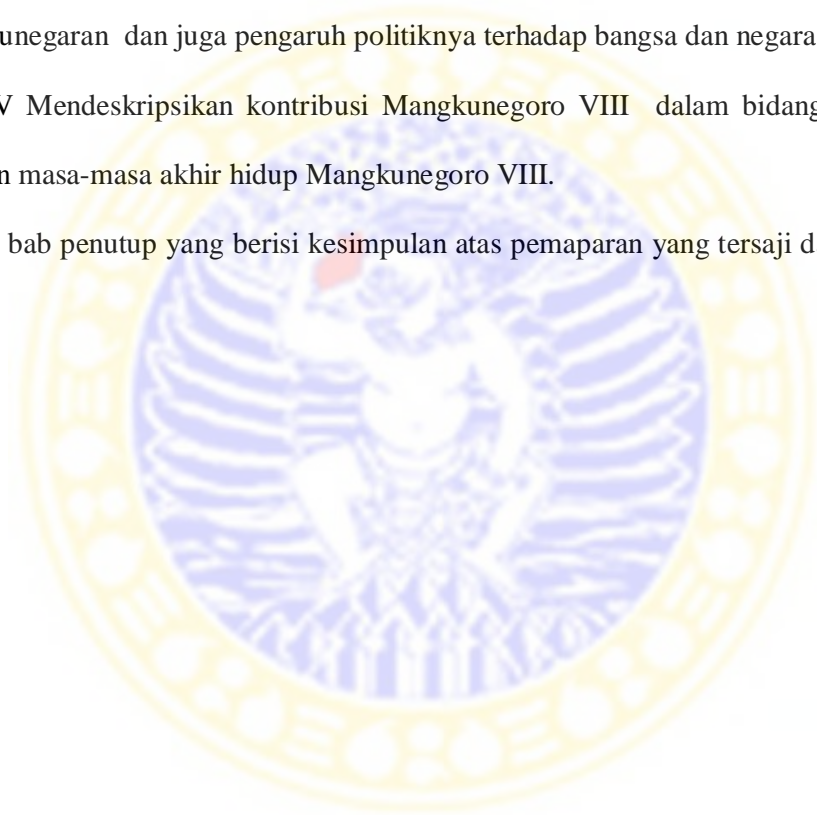 unegaran dan juga pengaruh politiknya terhadap bangsa dan negara
V Mendeskripsikan kontribusi Mangkunegoro VIII dalam bidang
n masa-masa akhir hidup Mangkunegoro VIII.
bab penutup yang berisi kesimpulan atas pemaparan yang tersaji d